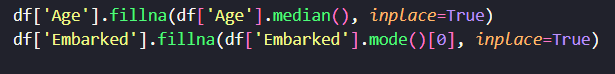 df['Age'].fillna(df['Age'].median(), inplace=True)
df['Embarked'].fillna(df['Embarked'].mode()[0], inplace=True)